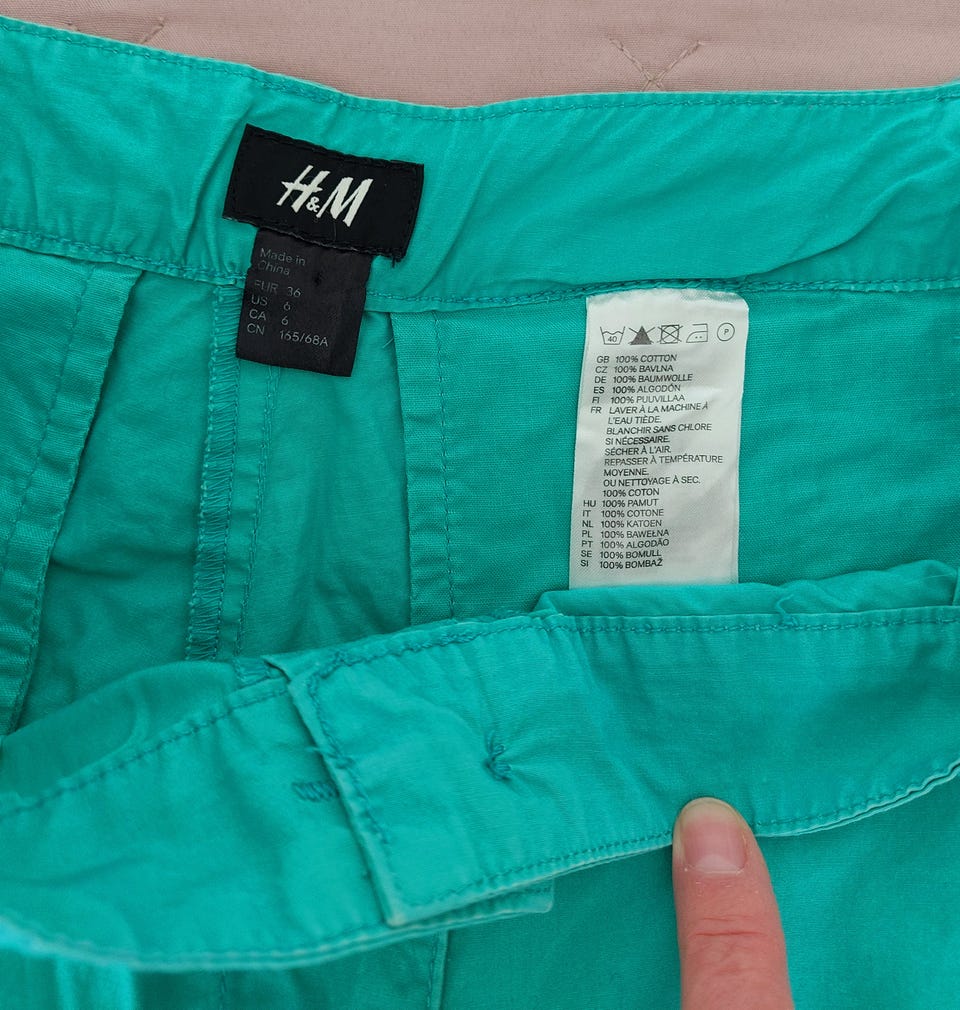 H&M
Made in
China
EUR 36
US 6
CA 6
CN 165/68A
40 P
GB 100% COTTON
CZ 100% BAVLNA
DE 100% BAUMWOLLE
ES 100% ALGODÓN
FI 100% PUUVILLAA
FR LAVER À LA MACHINE À
L'EAU TIÈDE.
BLANCHIR SANS CHLORE
SI NÉCESSAIRE.
SÉCHER À L'AIR.
REPASSER À TEMPÉRATURE
MOYENNE.
OU NETTOYAGE À SEC.
100% COTON
HU 100% PAMUT
IT 100% COTONE
NL 100% KATOEN
PL 100% BAWEŁNA
PT 100% ALGODÃO
SE 100% BOMULL
SI 100% BOMBAŽ